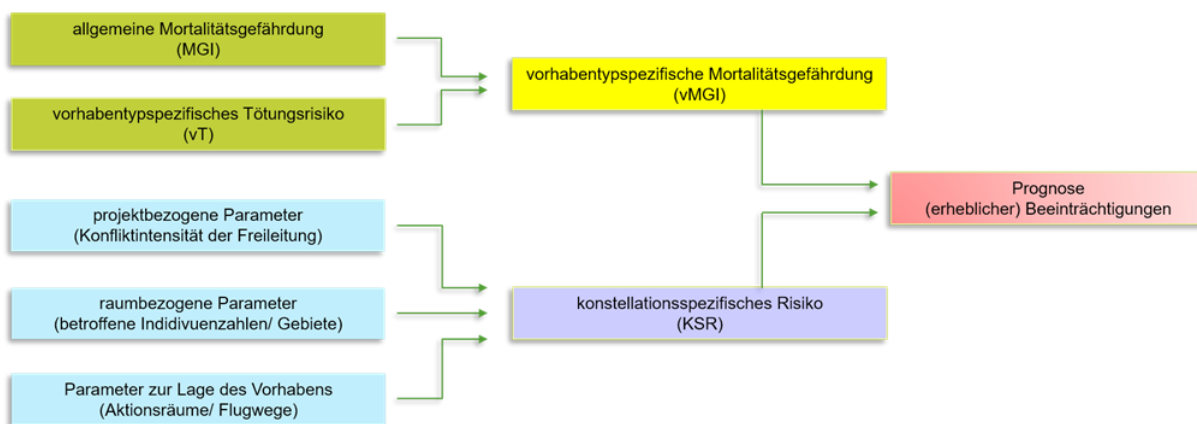 allgemeine Mortalitätsgefährdung
(MGI)
vorhabentypspezifisches Tötungsrisiko
(vT)
vorhabentypspezifische Mortalitätsgefährdung
(vMGI)
projektbezogene Parameter
(Konfliktintensität der Freileitung)
raumbezogene Parameter
(betroffene Indidivuenzahlen/ Gebiete)
Parameter zur Lage des Vorhabens
(Aktionsräume/ Flugwege)
konstellationsspezifisches Risiko
(KSR)
Prognose
(erheblicher) Beeinträchtigungen